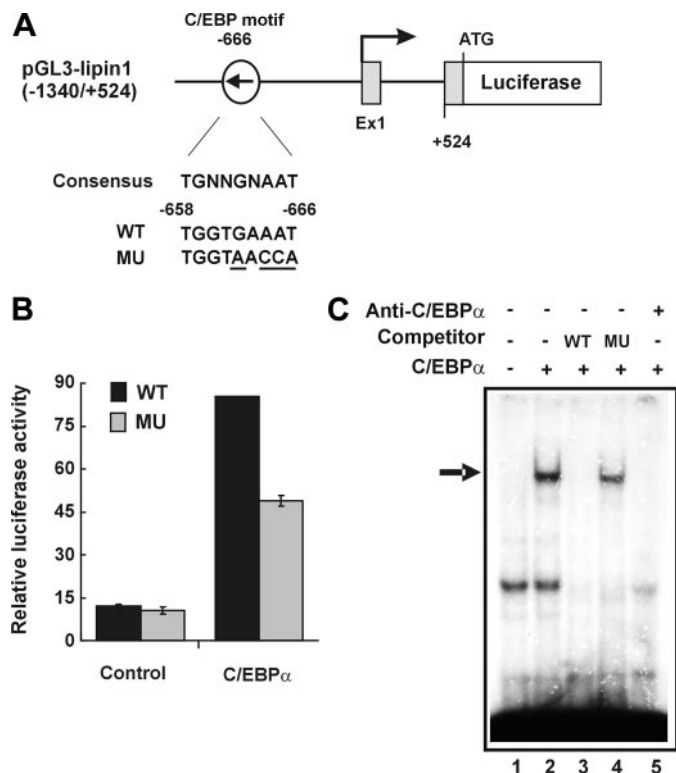 A
C/EBP motif
-666
pGL3-lipin1
(-1340/+524)
ATG
Luciferase
Ex1
+524
Consensus TGNNGNAAT
-658 -666
WT TGGTGAAAT
MU TGGTAACCA
B
Relative luciferase activity
90
75
60
45
30
15
0
WT
MU
Control C/EBPα
C
Anti-C/EBPα - - - - +
Competitor - - WT MU -
C/EBPα - + + + +
1 2 3 4 5